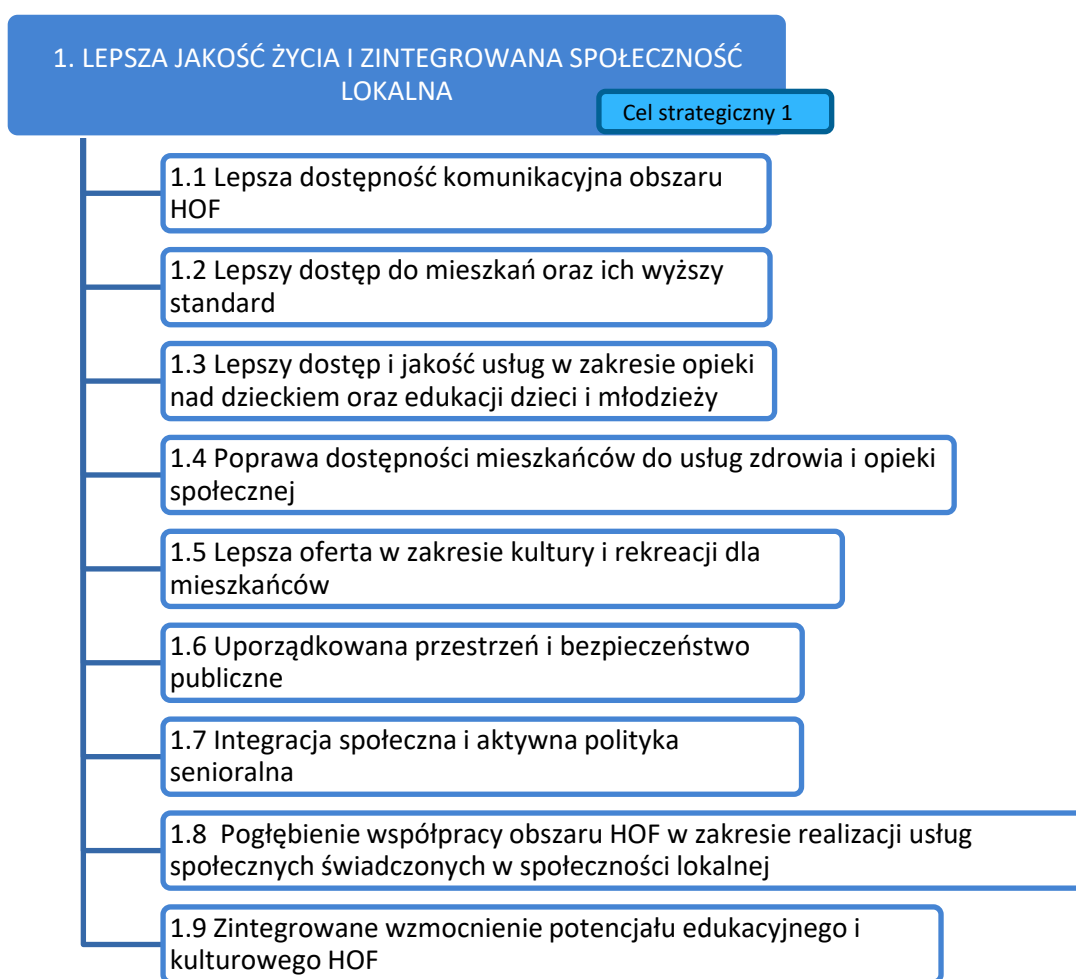 1. LEPSZA JAKOŚĆ ŻYCIA I ZINTEGROWANA SPOŁECZNOŚĆ
LOKALNA
Cel strategiczny 1
1.1 Lepsza dostępność komunikacyjna obszaru
HOF
1.2 Lepszy dostęp do mieszkań oraz ich wyższy
standard
1.3 Lepszy dostęp i jakość usług w zakresie opieki
nad dzieckiem oraz edukacji dzieci i młodzieży
1.4 Poprawa dostępności mieszkańców do usług zdrowia i opieki
społecznej
1.5 Lepsza oferta w zakresie kultury i rekreacji dla
mieszkańców
1.6 Uporządkowana przestrzeń i bezpieczeństwo
publiczne
1.7 Integracja społeczna i aktywna polityka
senioralna
1.8  Pogłębienie współpracy obszaru HOF w zakresie realizacji usług
społecznych świadczonych w społeczności lokalnej
1.9 Zintegrowane wzmocnienie potencjału edukacyjnego i
kulturowego HOF